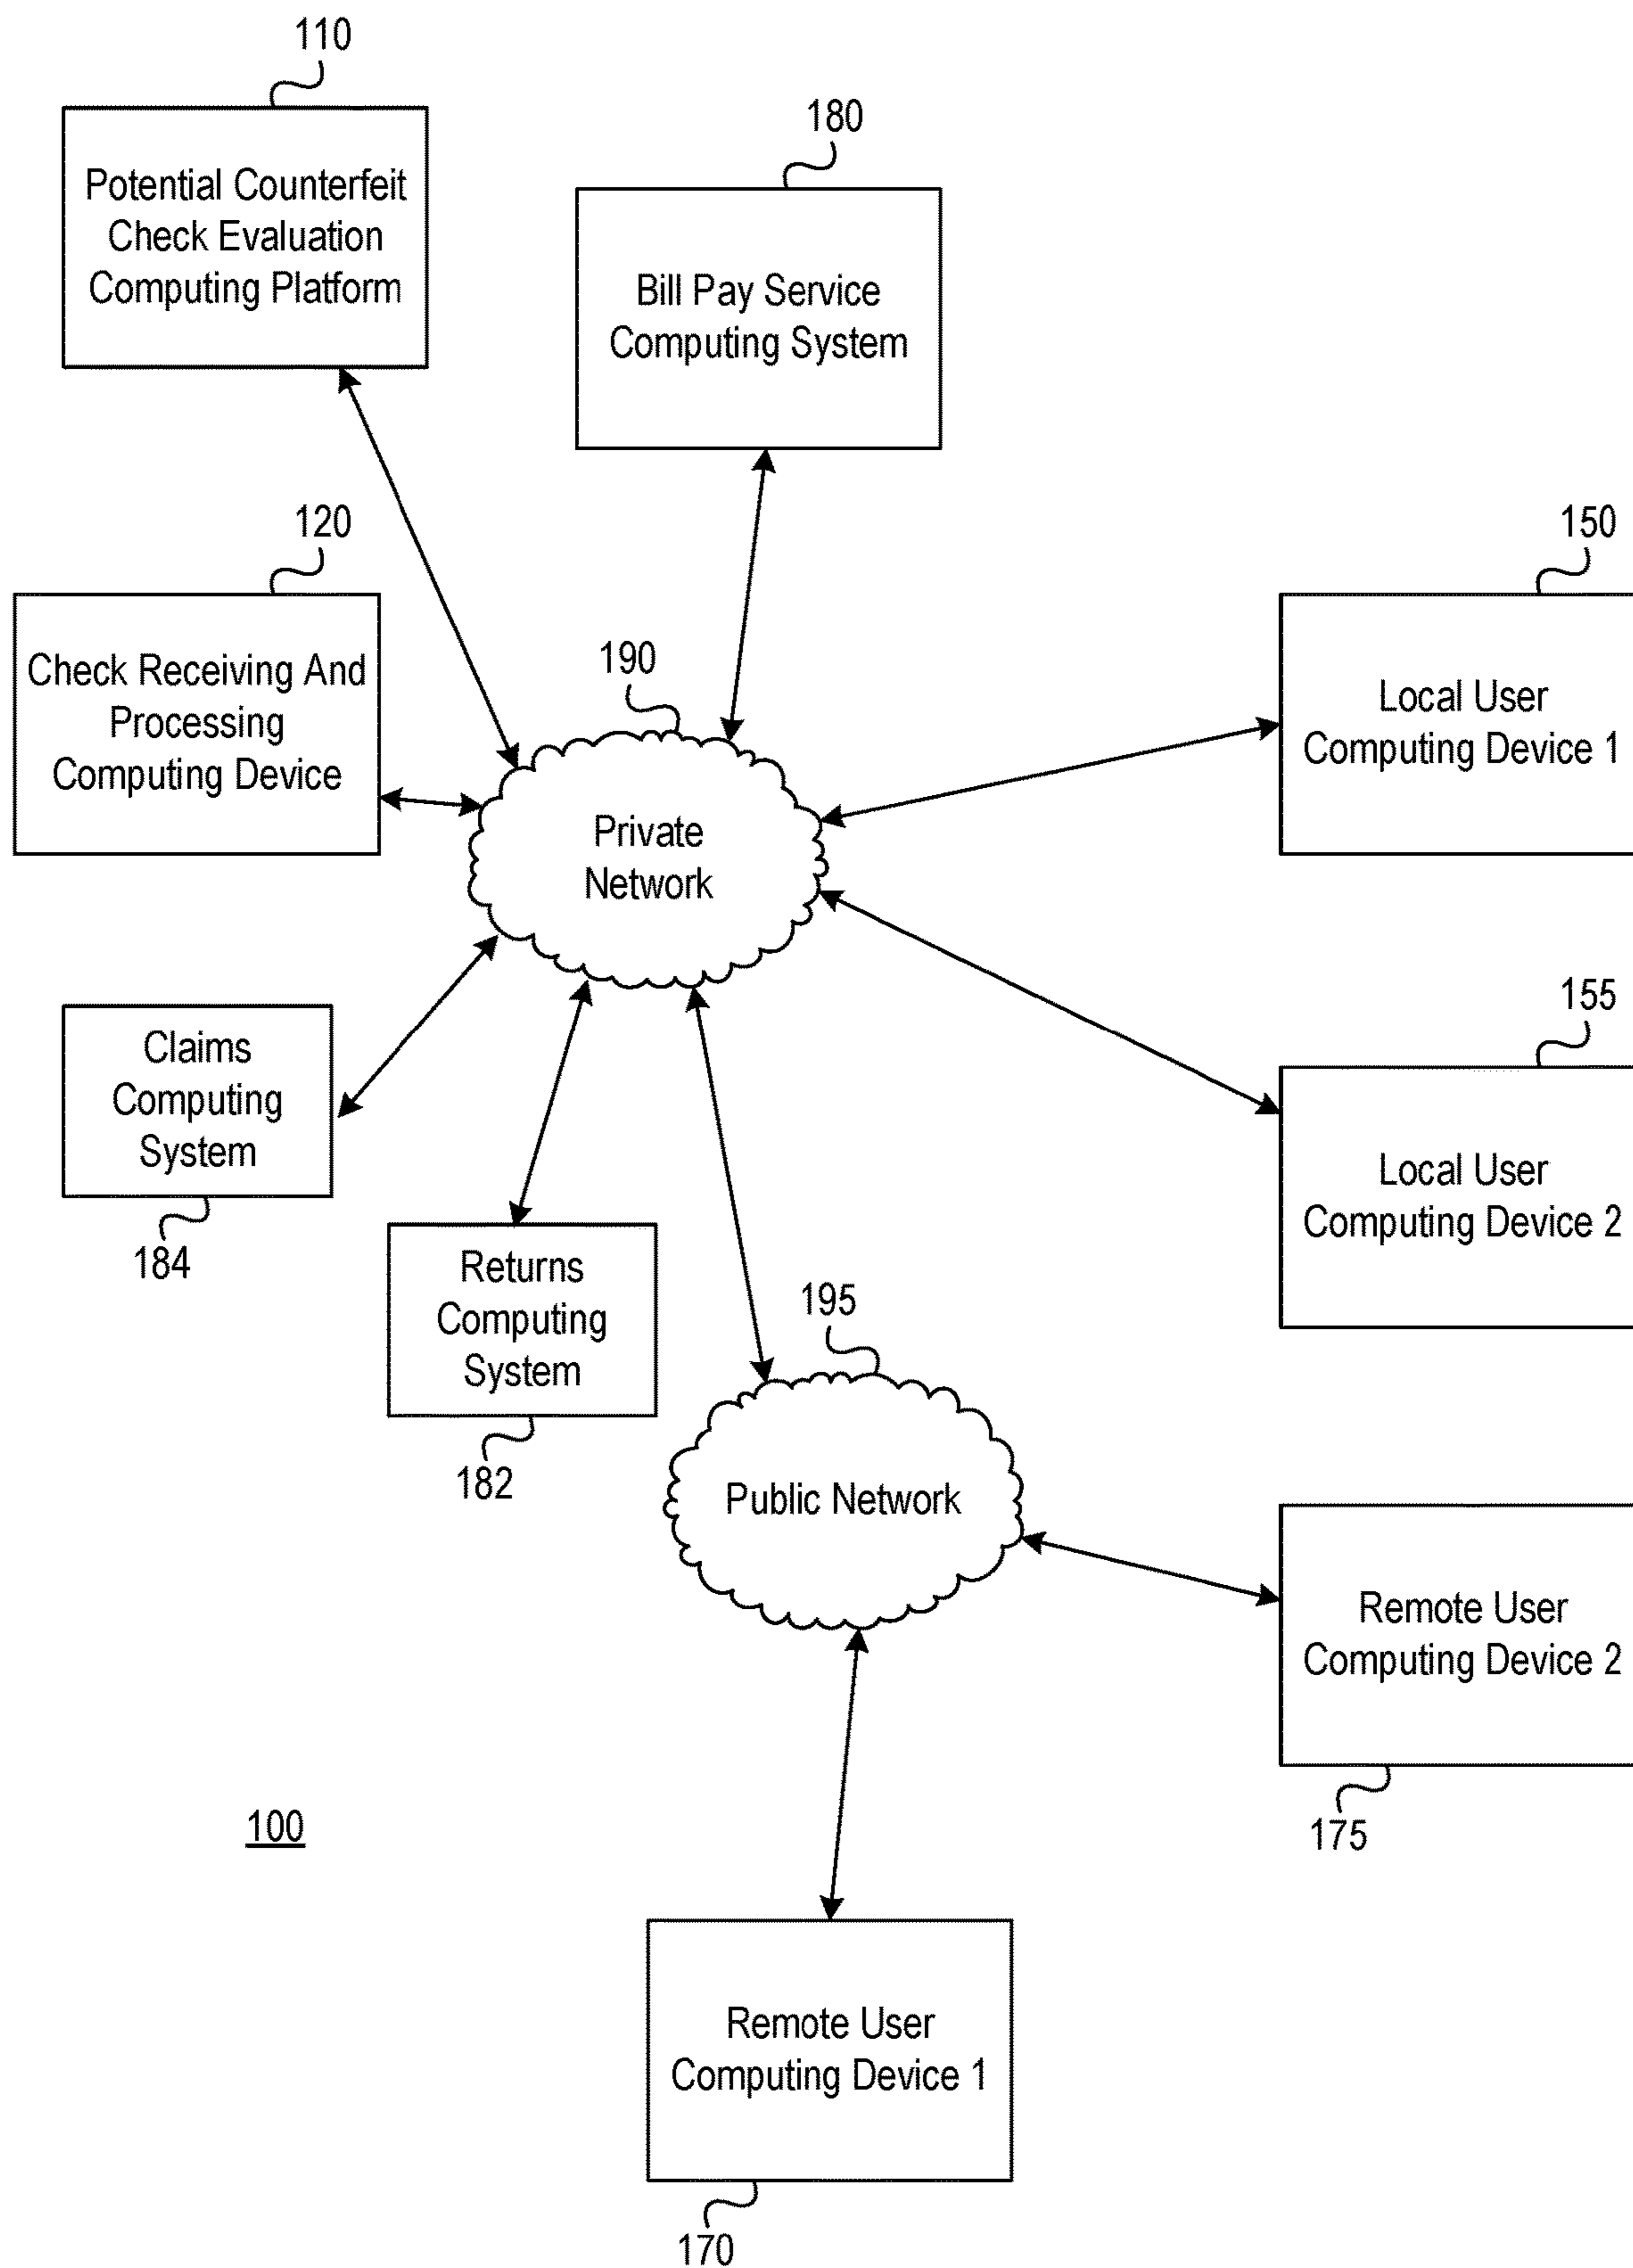 110
Potential Counterfeit
Check Evaluation
Computing Platform
180
Bill Pay Service
Computing System
120
Check Receiving And
Processing
Computing Device
190
Private
Network
150
Local User
Computing Device 1
155
Local User
Computing Device 2
Claims
Computing
System
184
Returns
Computing
System
182
195
Public Network
Remote User
Computing Device 2
175
100
Remote User
Computing Device 1
170